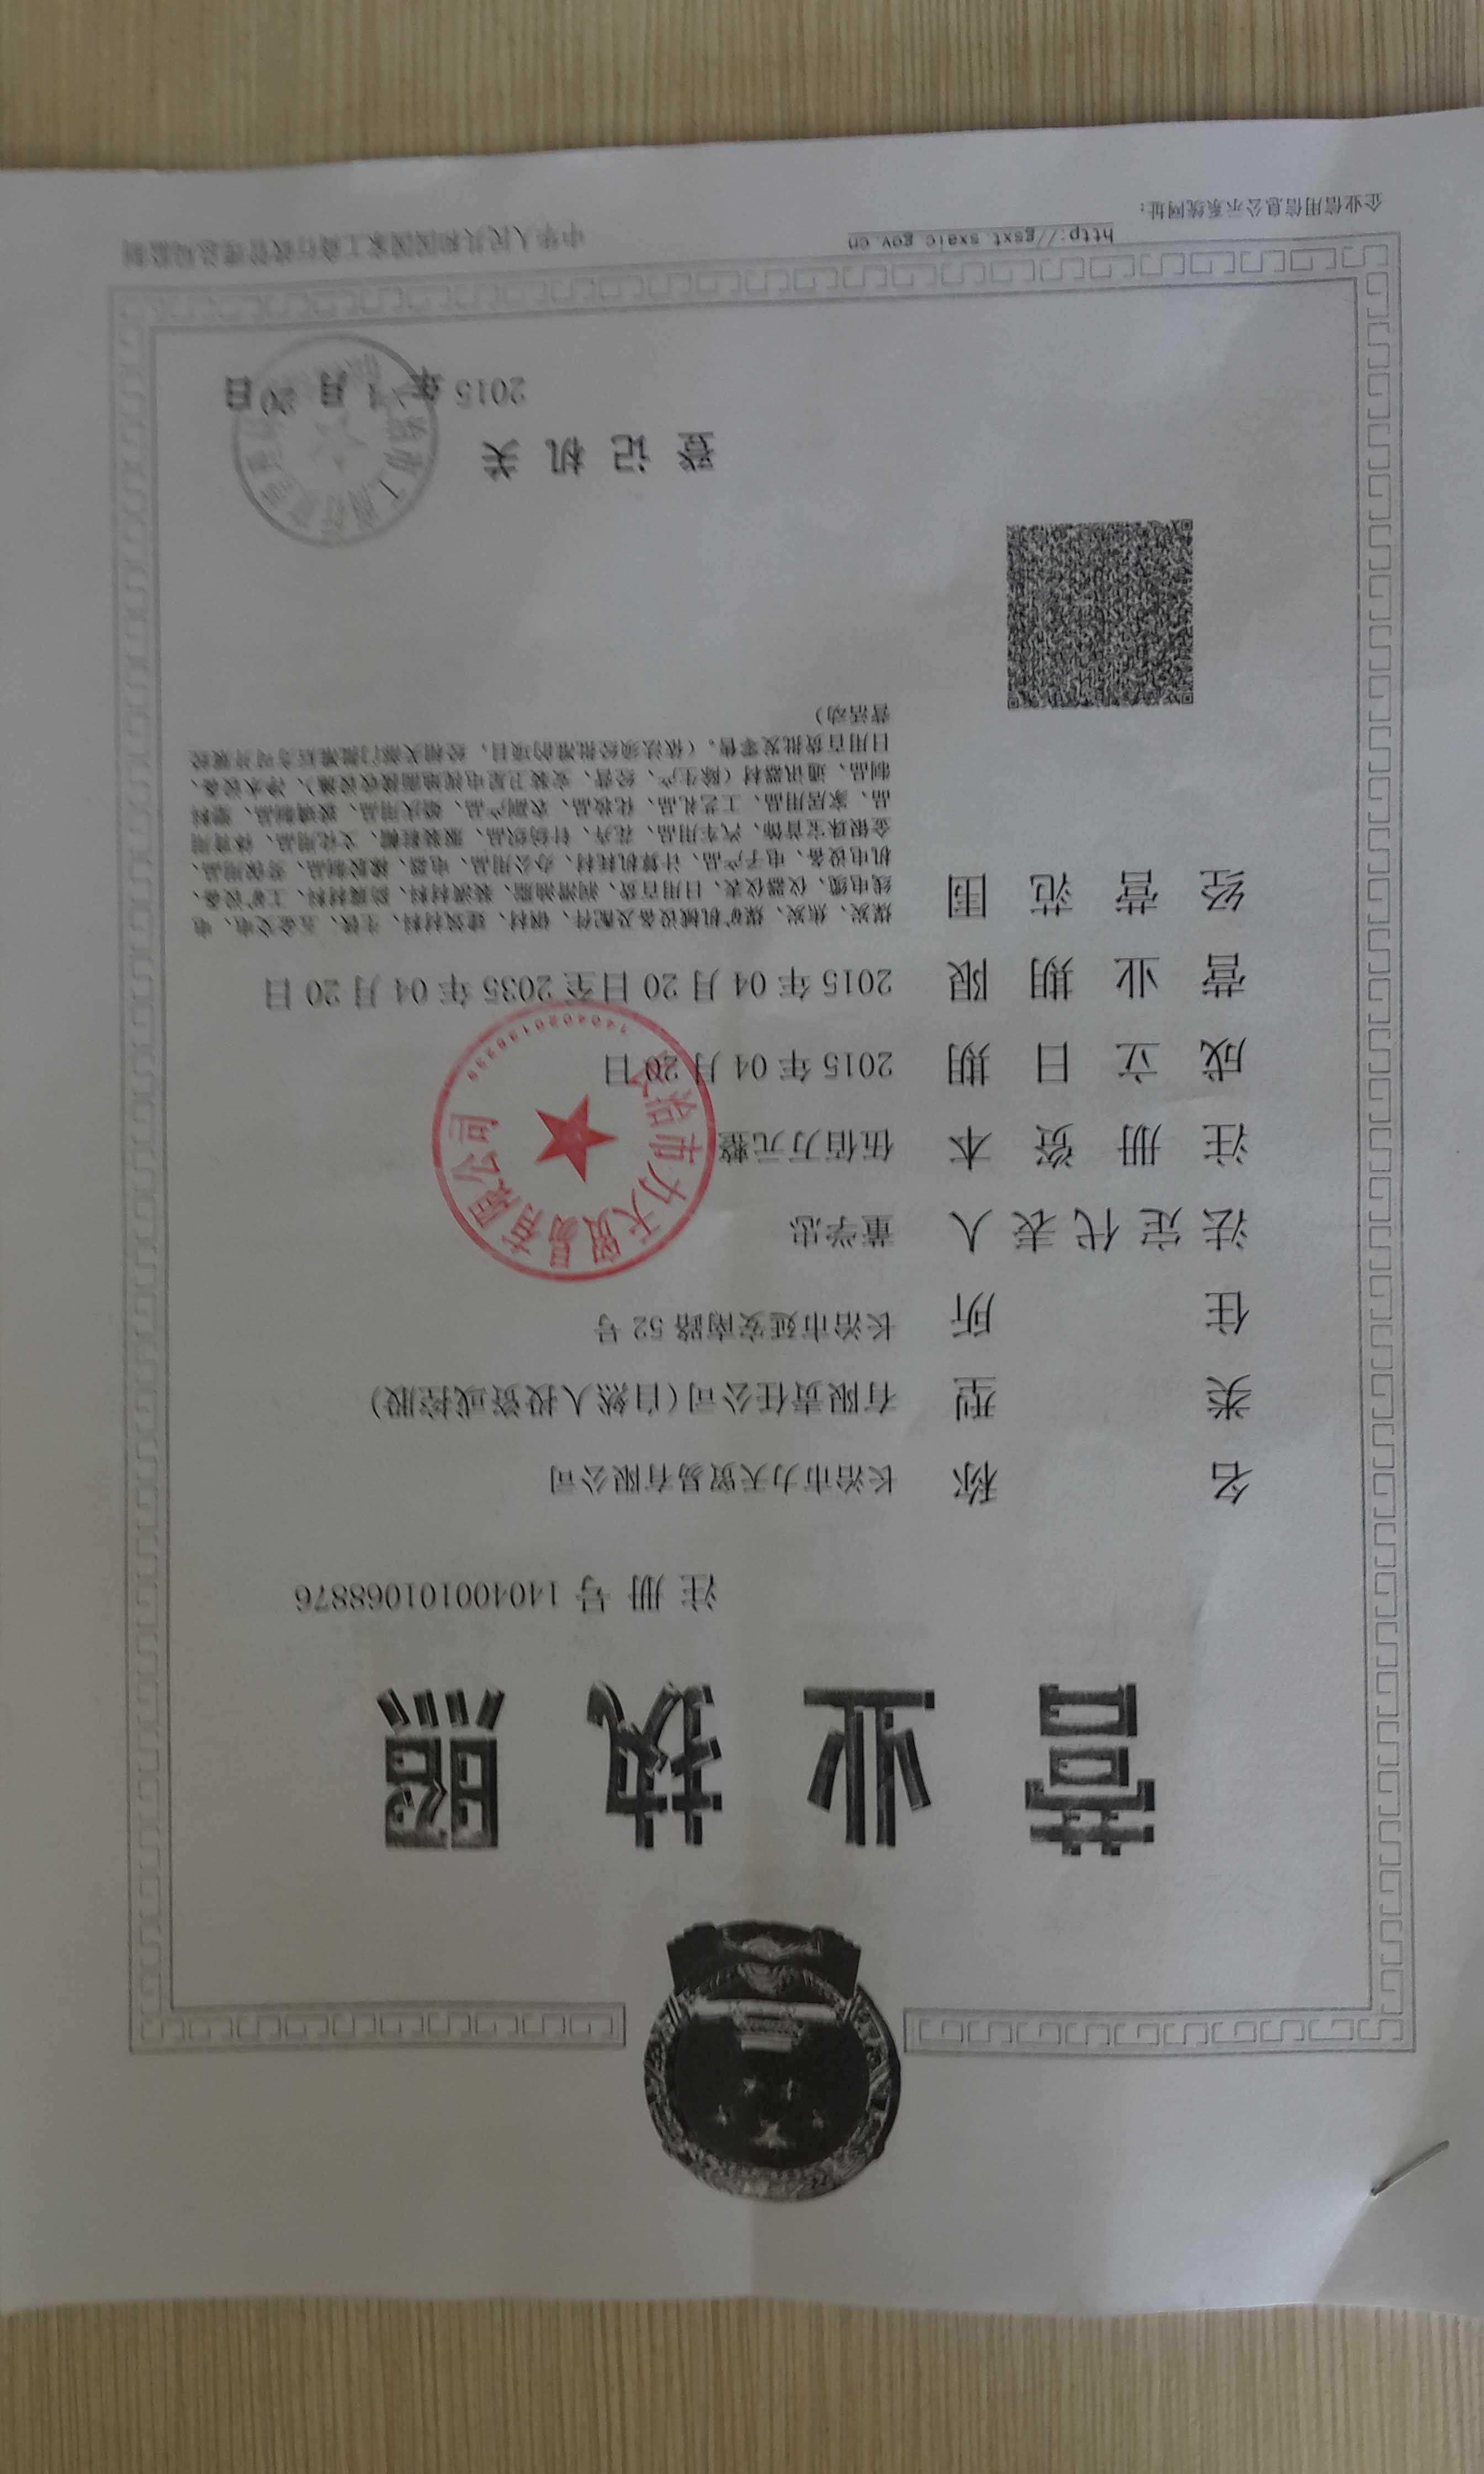 营业执照
注册号 140400101068876
名称 长治市力天贸易有限公司
类型 有限责任公司(自然人投资或控股)
住所 长治市延安南路52号
法定代表人 董学忠
注册资本 伍佰万元整
成立日期 2015年04月20日
营业期限 2015年04月20日至2035年04月20日
经营范围 煤炭、焦炭、煤矿机械设备及配件、钢材、建筑材料、生铁、五金交电、电
线电缆、仪器仪表、日用百货、润滑油脂、装潢材料、防腐材料、工矿设备、
机电设备、电子产品、计算机耗材、办公用品、电器、橡胶制品、劳保用品、
金银珠宝首饰、汽车用品、花卉、针纺织品、服装鞋帽、文化用品、体育用
品、家居用品、工艺礼品、化妆品、农副产品、婚庆用品、玻璃制品、塑料
制品、通讯器材（除生产、经营、安装卫星电视地面接收设施）、净水设备、
日用百货批发零售。（依法须经批准的项目，经相关部门批准后方可开展经
营活动）
长治市力天贸易有限公司
登记机关
2015年 月20日
企业信用信息公示系统网址：
http://gsxt.sxaic.gov.cn
中华人民共和国国家工商行政管理总局监制